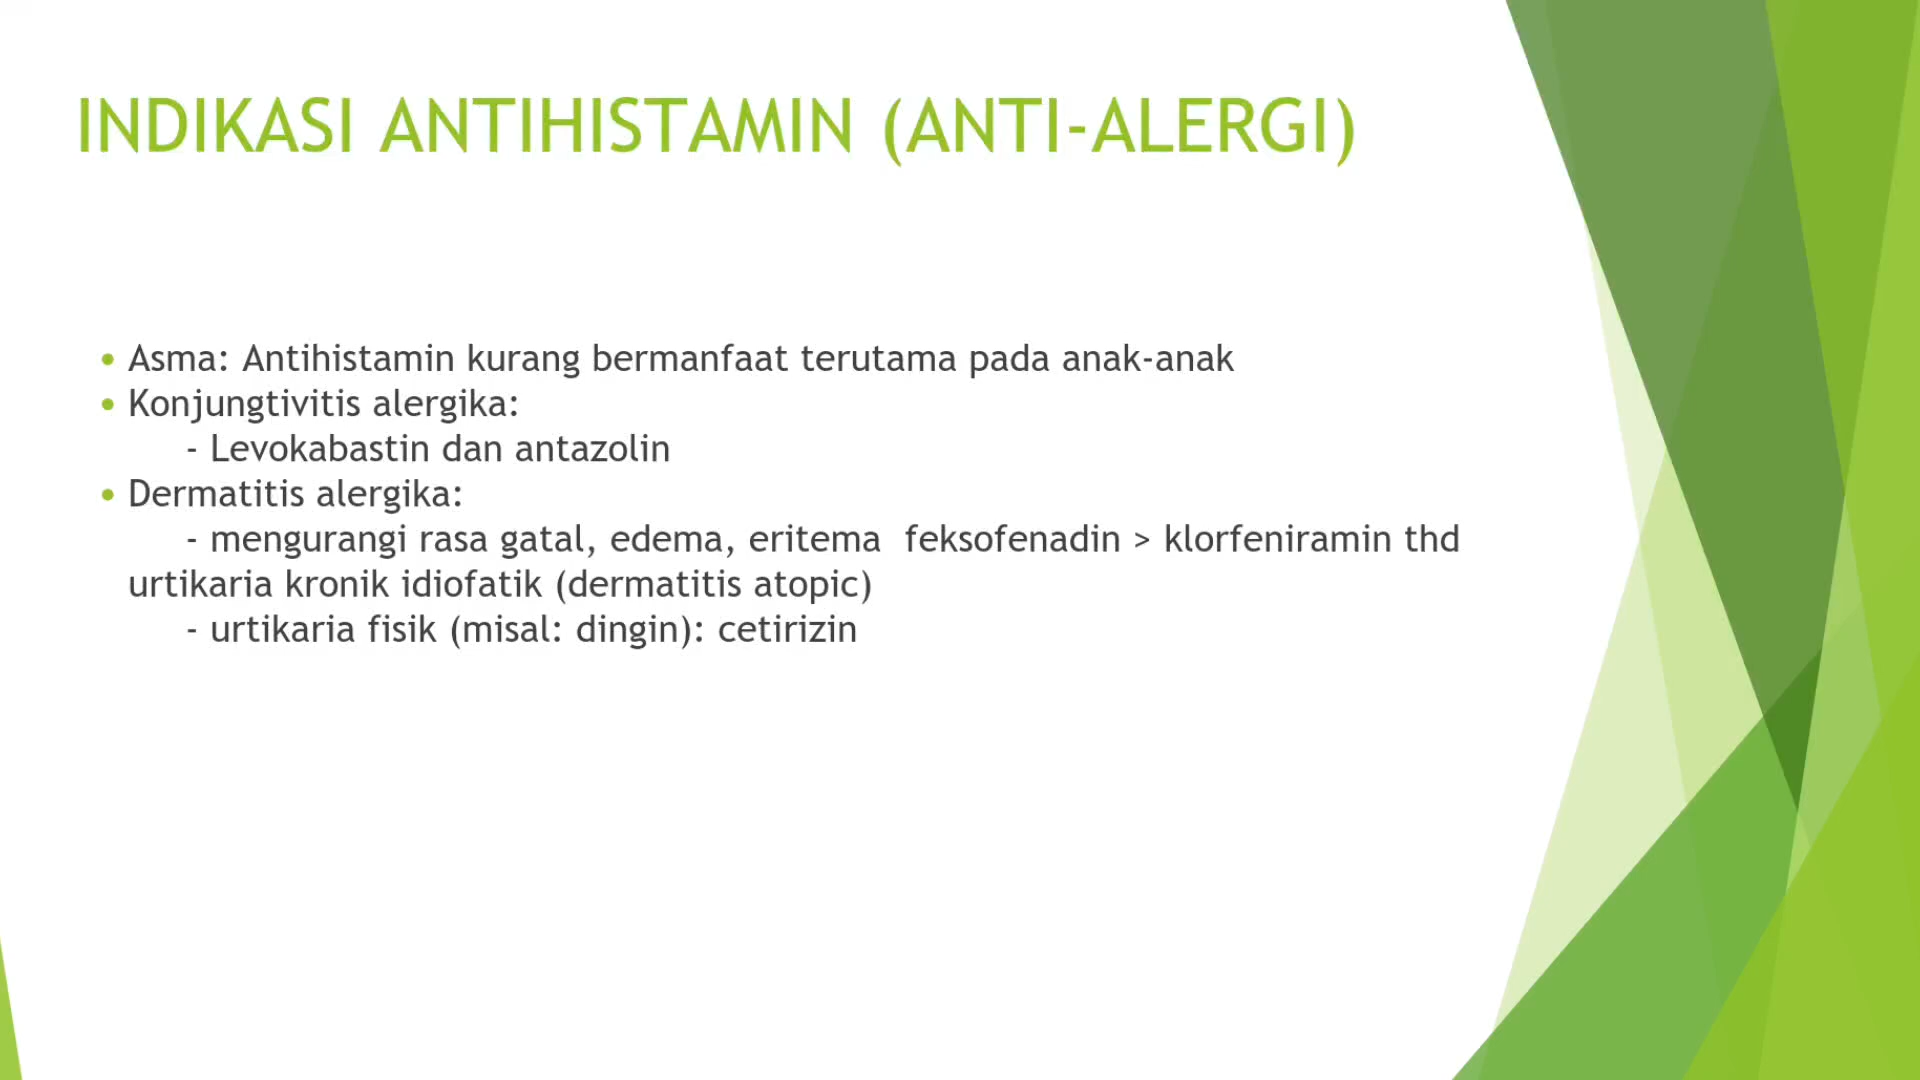 INDIKASI ANTIHISTAMIN (ANTI-ALERGI)
• Asma: Antihistamin kurang bermanfaat terutama pada anak-anak
• Konjungtivitis alergika:
- Levokabastin dan antazolin
• Dermatitis alergika:
- mengurangi rasa gatal, edema, eritema  feksofenadin > klorfeniramin thd
urtikaria kronik idiofatik (dermatitis atopic)
- urtikaria fisik (misal: dingin): cetirizin